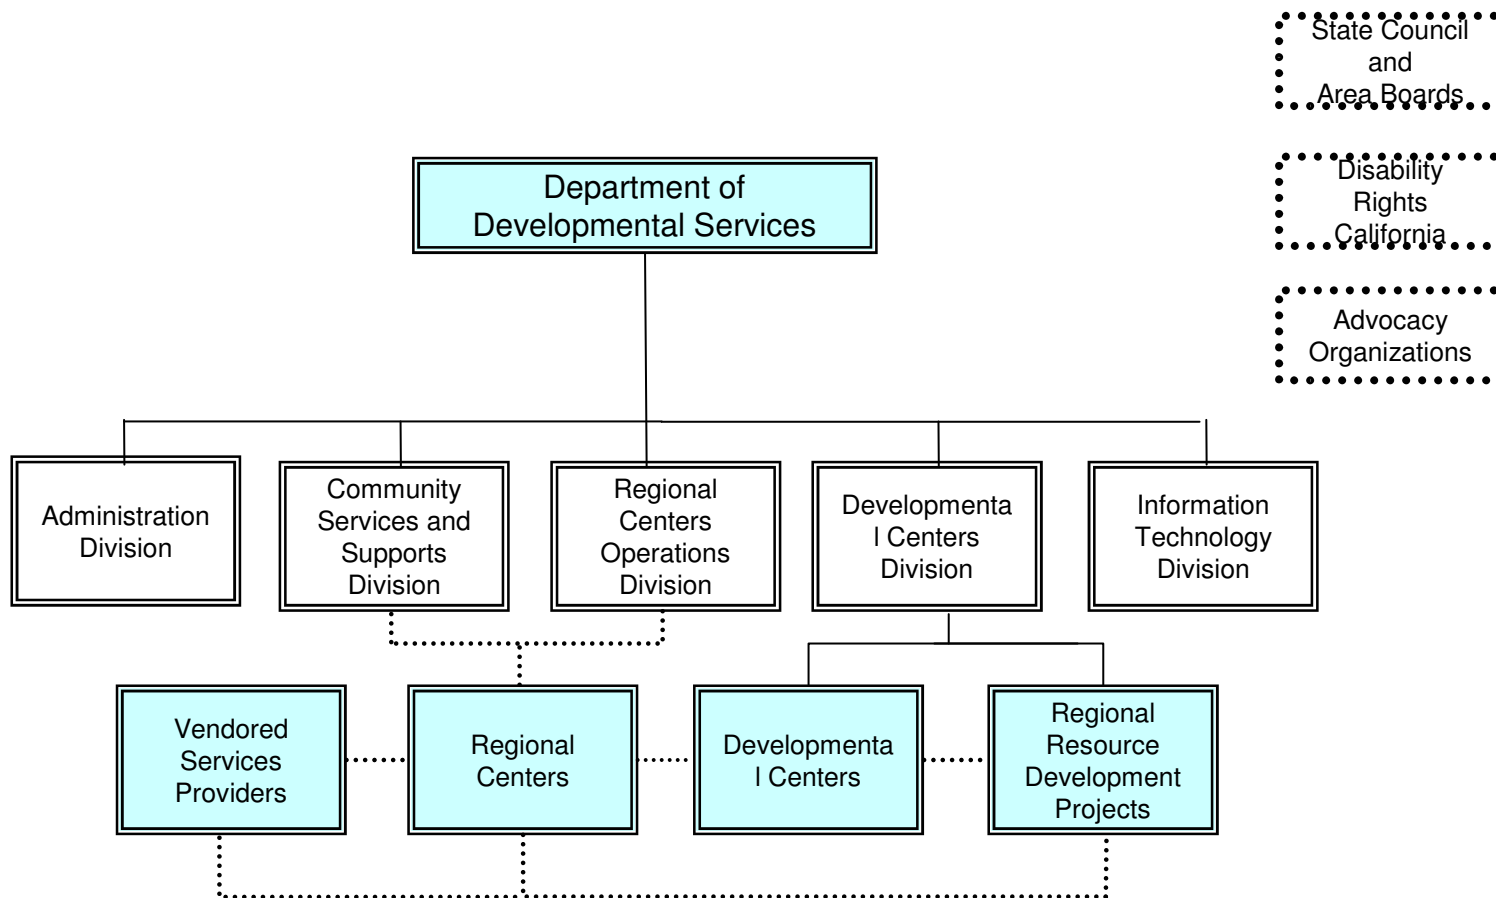 State Council
and
Area Boards
Disability
Rights
California
Advocacy
Organizations
Department of
Developmental Services
Administration
Division
Community
Services and
Supports
Division
Regional
Centers
Operations
Division
Developmenta
l Centers
Division
Information
Technology
Division
Vendored
Services
Providers
Regional
Centers
Developmenta
l Centers
Regional
Resource
Development
Projects